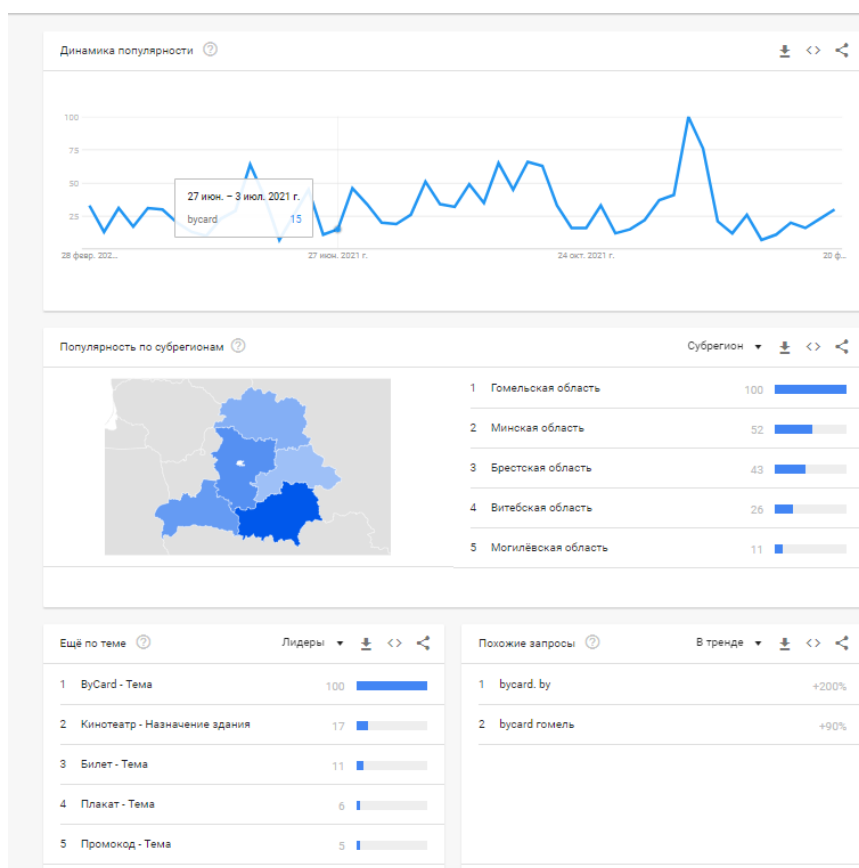 Динамика популярности
100
75
50
25
27 июн. – 3 июл. 2021 г.
bycard 15
28 февр. 202...
27 июн. 2021 г.
24 окт. 2021 г.
20 ф...
Популярность по субрегионам
Субрегион
1 Гомельская область 100
2 Минская область 52
3 Брестская область 43
4 Витебская область 26
5 Могилёвская область 11
Ещё по теме
Лидеры
1 ByCard - Тема 100
2 Кинотеатр - Назначение здания 17
3 Билет - Тема 11
4 Плакат - Тема 6
5 Промокод - Тема 5
Похожие запросы
В тренде
1 bycard. by +200%
2 bycard гомель +90%